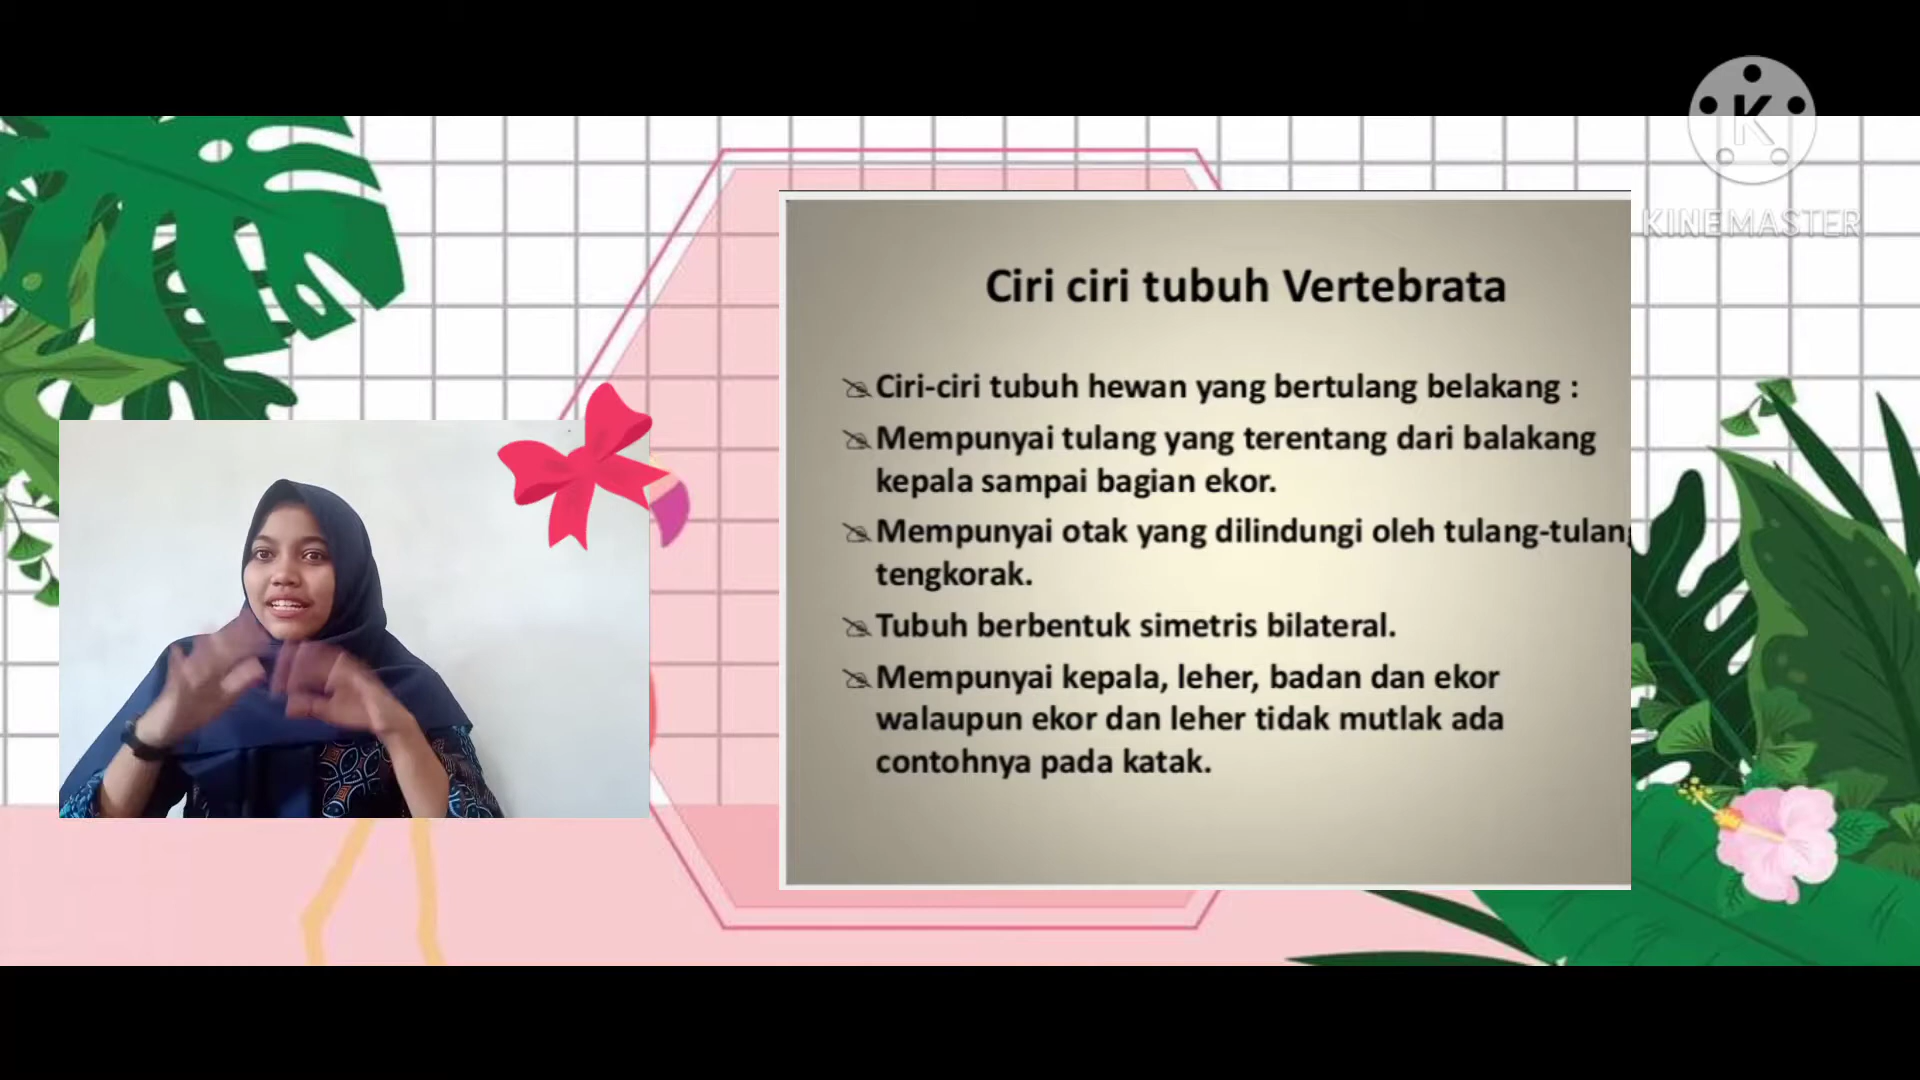 K
KINEMASTER
Ciri ciri tubuh Vertebrata
Ciri-ciri tubuh hewan yang bertulang belakang :
Mempunyai tulang yang terentang dari balakang
kepala sampai bagian ekor.
Mempunyai otak yang dilindungi oleh tulang-tulang
tengkorak.
Tubuh berbentuk simetris bilateral.
Mempunyai kepala, leher, badan dan ekor
walaupun ekor dan leher tidak mutlak ada
contohnya pada katak.